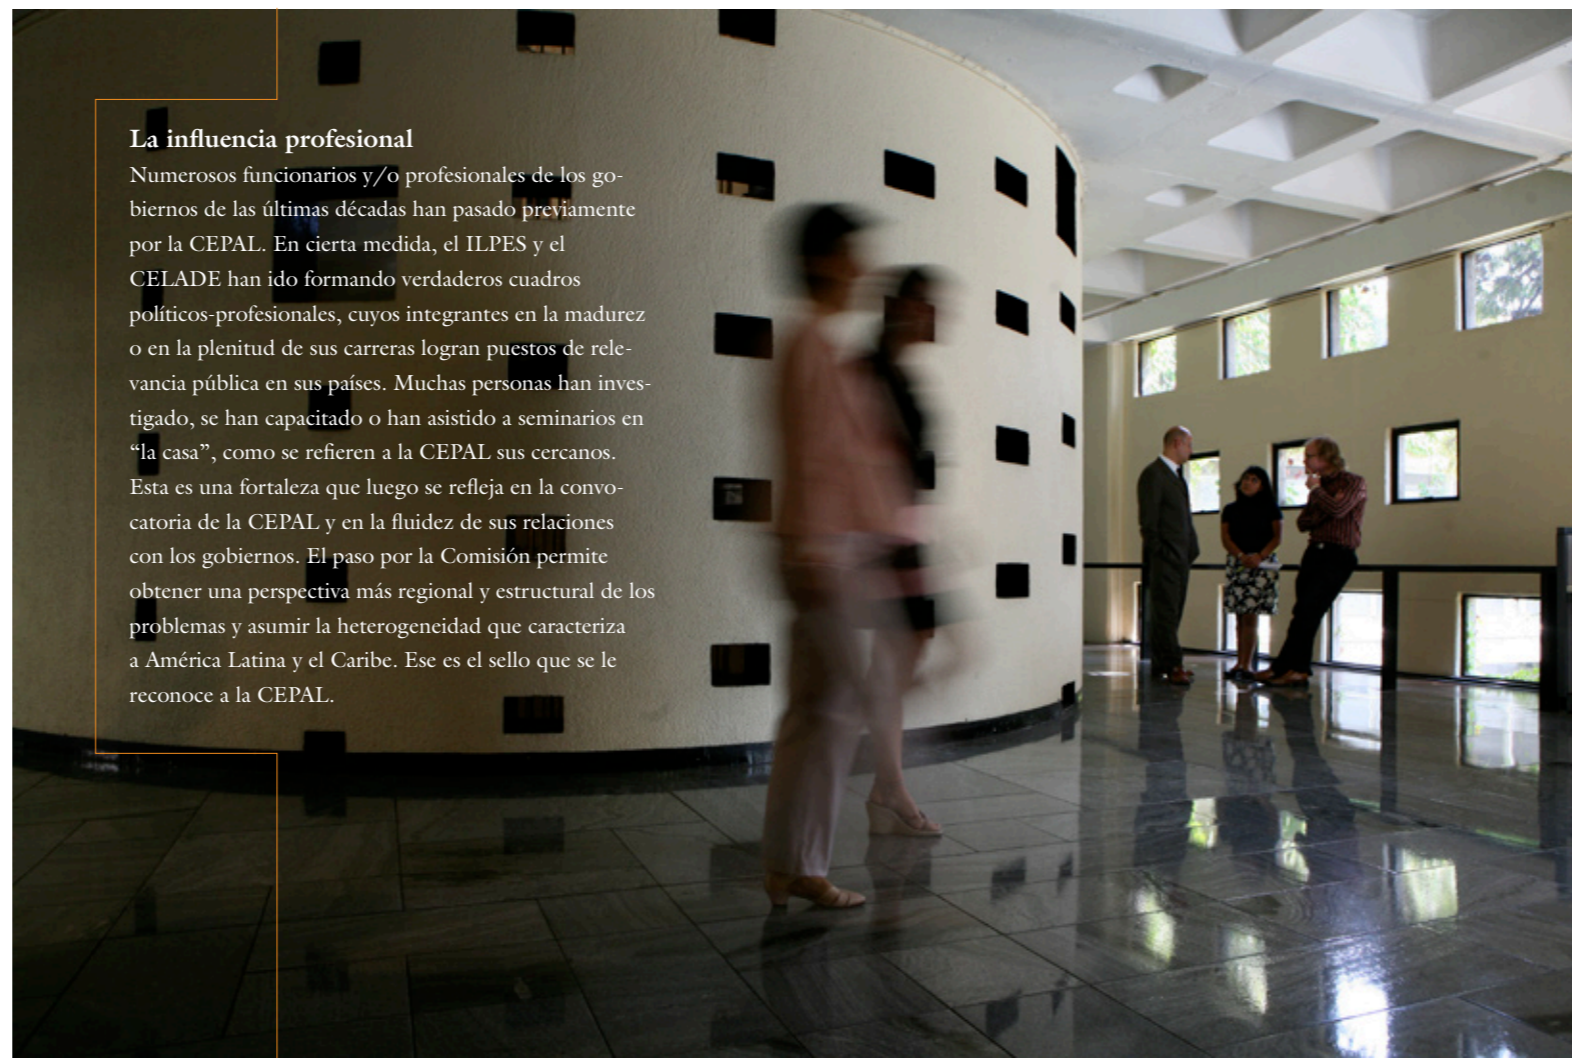 La influencia profesional
Numerosos funcionarios y/o profesionales de los go-
biernos de las últimas décadas han pasado previamente
por la CEPAL. En cierta medida, el ILPES y el
CELADE han ido formando verdaderos cuadros
políticos-profesionales, cuyos integrantes en la madurez
o en la plenitud de sus carreras logran puestos de rele-
vancia pública en sus países. Muchas personas han inves-
tigado, se han capacitado o han asistido a seminarios en
“la casa”, como se refieren a la CEPAL sus cercanos.
Esta es una fortaleza que luego se refleja en la convo-
catoria de la CEPAL y en la fluidez de sus relaciones
con los gobiernos. El paso por la Comisión permite
obtener una perspectiva más regional y estructural de los
problemas y asumir la heterogeneidad que caracteriza
a América Latina y el Caribe. Ese es el sello que se le
reconoce a la CEPAL.